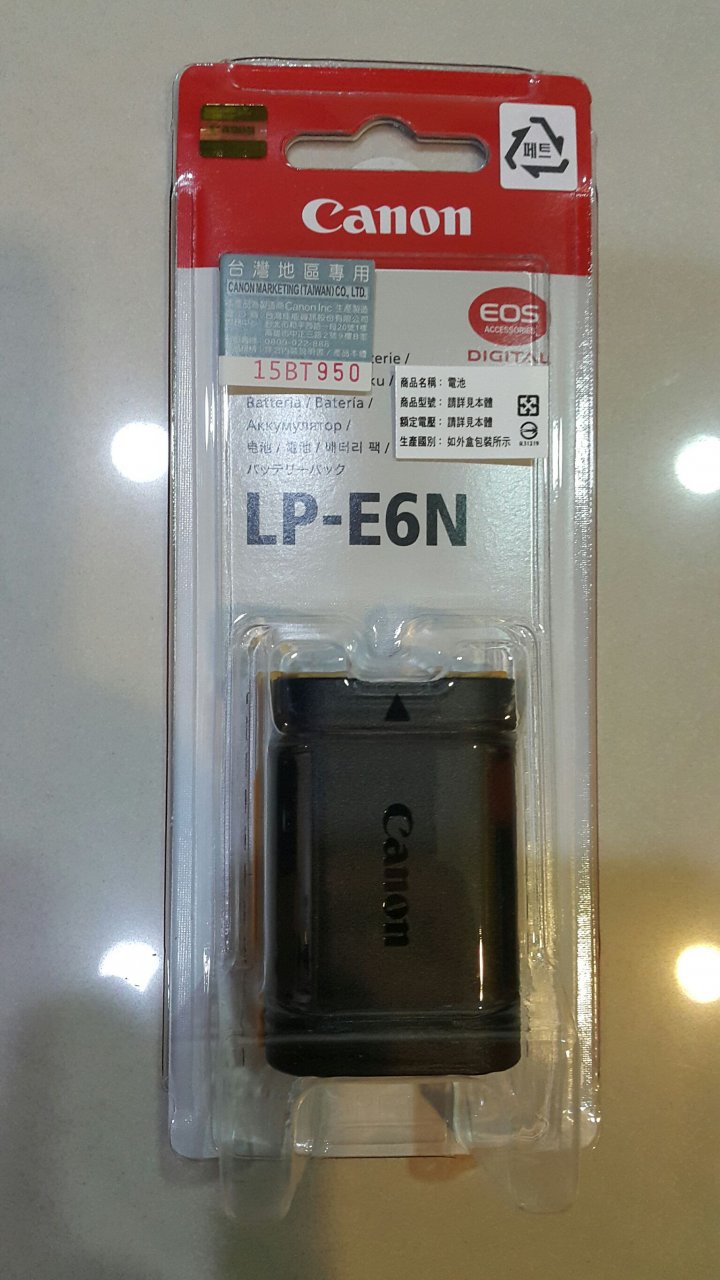 Canon
페트
Canon
台灣地區專用
CANON MARKETING (TAIWAN) CO., LTD.
15BT950
EOS
ACCESSORIES
DIGITAL
Batteria / Batería /
Аккумулятор /
电池 / 電池 / 배터리 팩 /
バッテリーパック
商品名稱： 電池
商品型號： 請詳見本體
額定電壓： 請詳見本體
生產國別： 如外盒包裝所示
R31219
LP-E6N
Canon